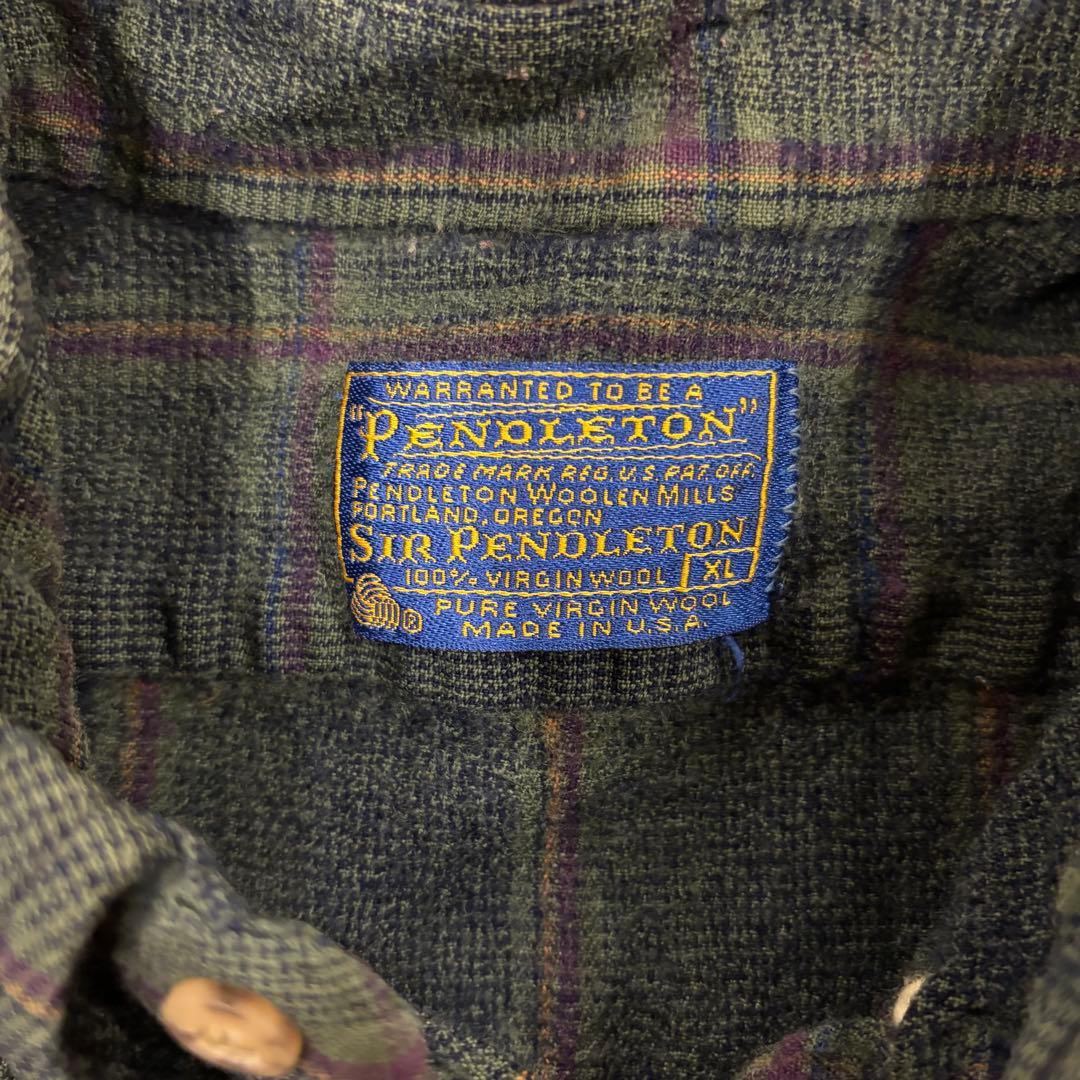 WARRANTED TO BE A
"PENDLETON"
TRADE MARK REG. U.S. PAT. OFF.
PENDLETON WOOLEN MILLS
PORTLAND, OREGON
SIR PENDLETON
100% VIRGIN WOOL XL
PURE VIRGIN WOOL
® MADE IN U.S.A.